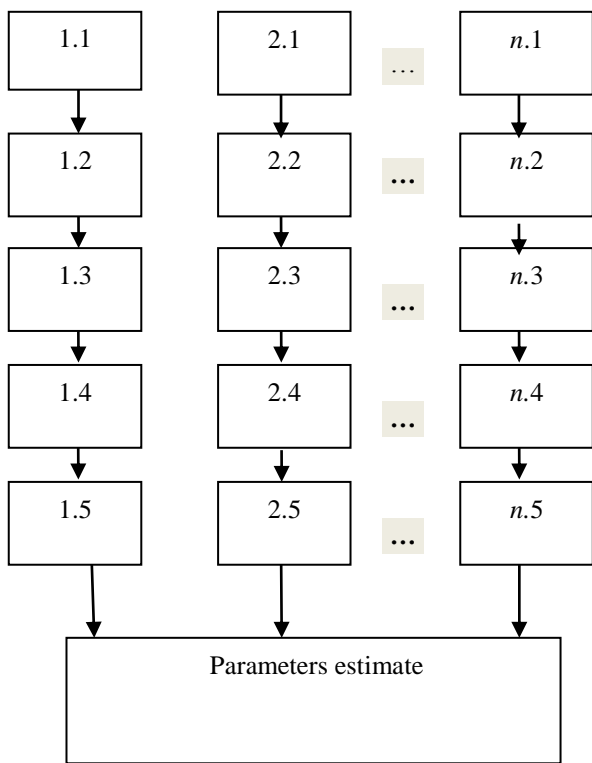 1.1 2.1 … n.1
1.2 2.2 … n.2
1.3 2.3 … n.3
1.4 2.4 … n.4
1.5 2.5 … n.5
Parameters estimate